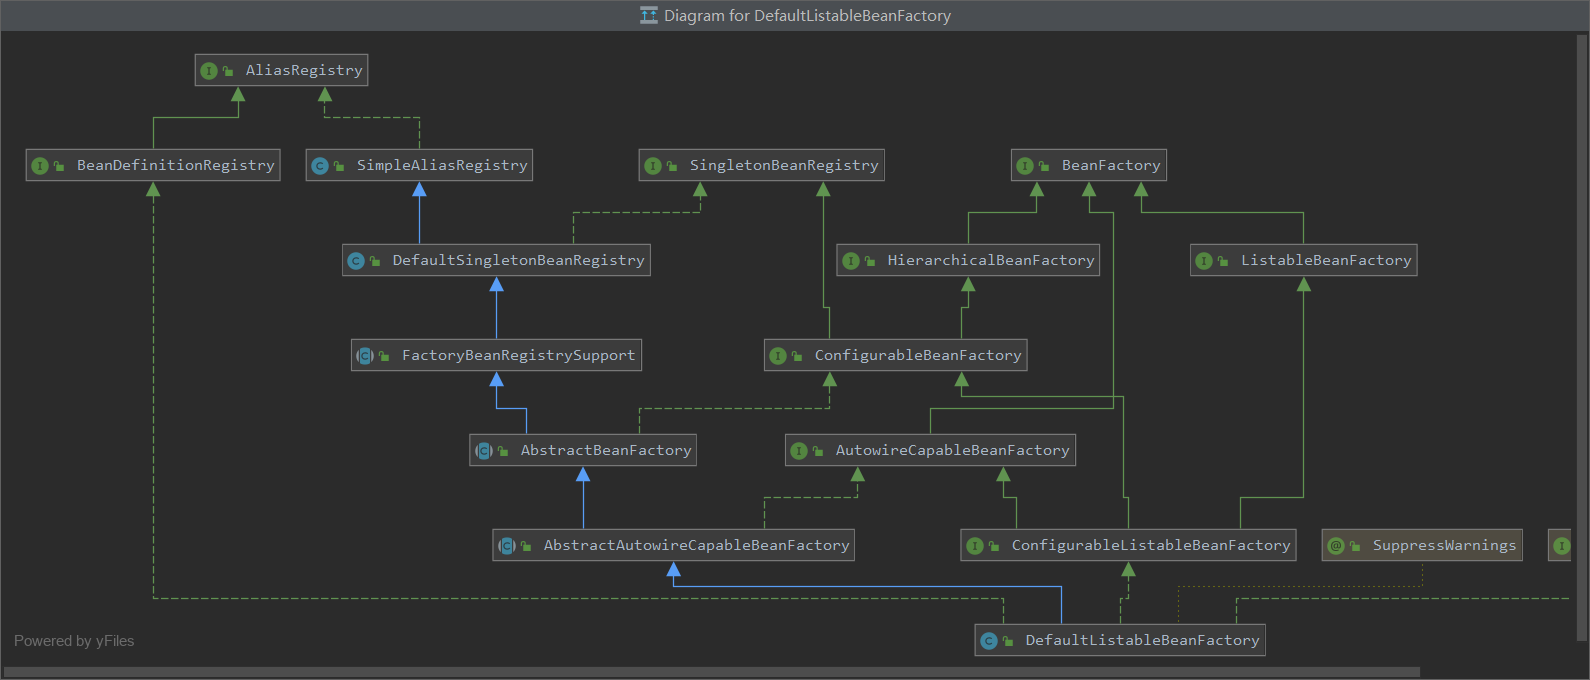 Diagram for DefaultListableBeanFactory
I AliasRegistry
I BeanDefinitionRegistry
C SimpleAliasRegistry
I SingletonBeanRegistry
I BeanFactory
C DefaultSingletonBeanRegistry
I HierarchicalBeanFactory
I ListableBeanFactory
C FactoryBeanRegistrySupport
I ConfigurableBeanFactory
C AbstractBeanFactory
I AutowireCapableBeanFactory
C AbstractAutowireCapableBeanFactory
I ConfigurableListableBeanFactory
@ SuppressWarnings
I
C DefaultListableBeanFactory
Powered by yFiles